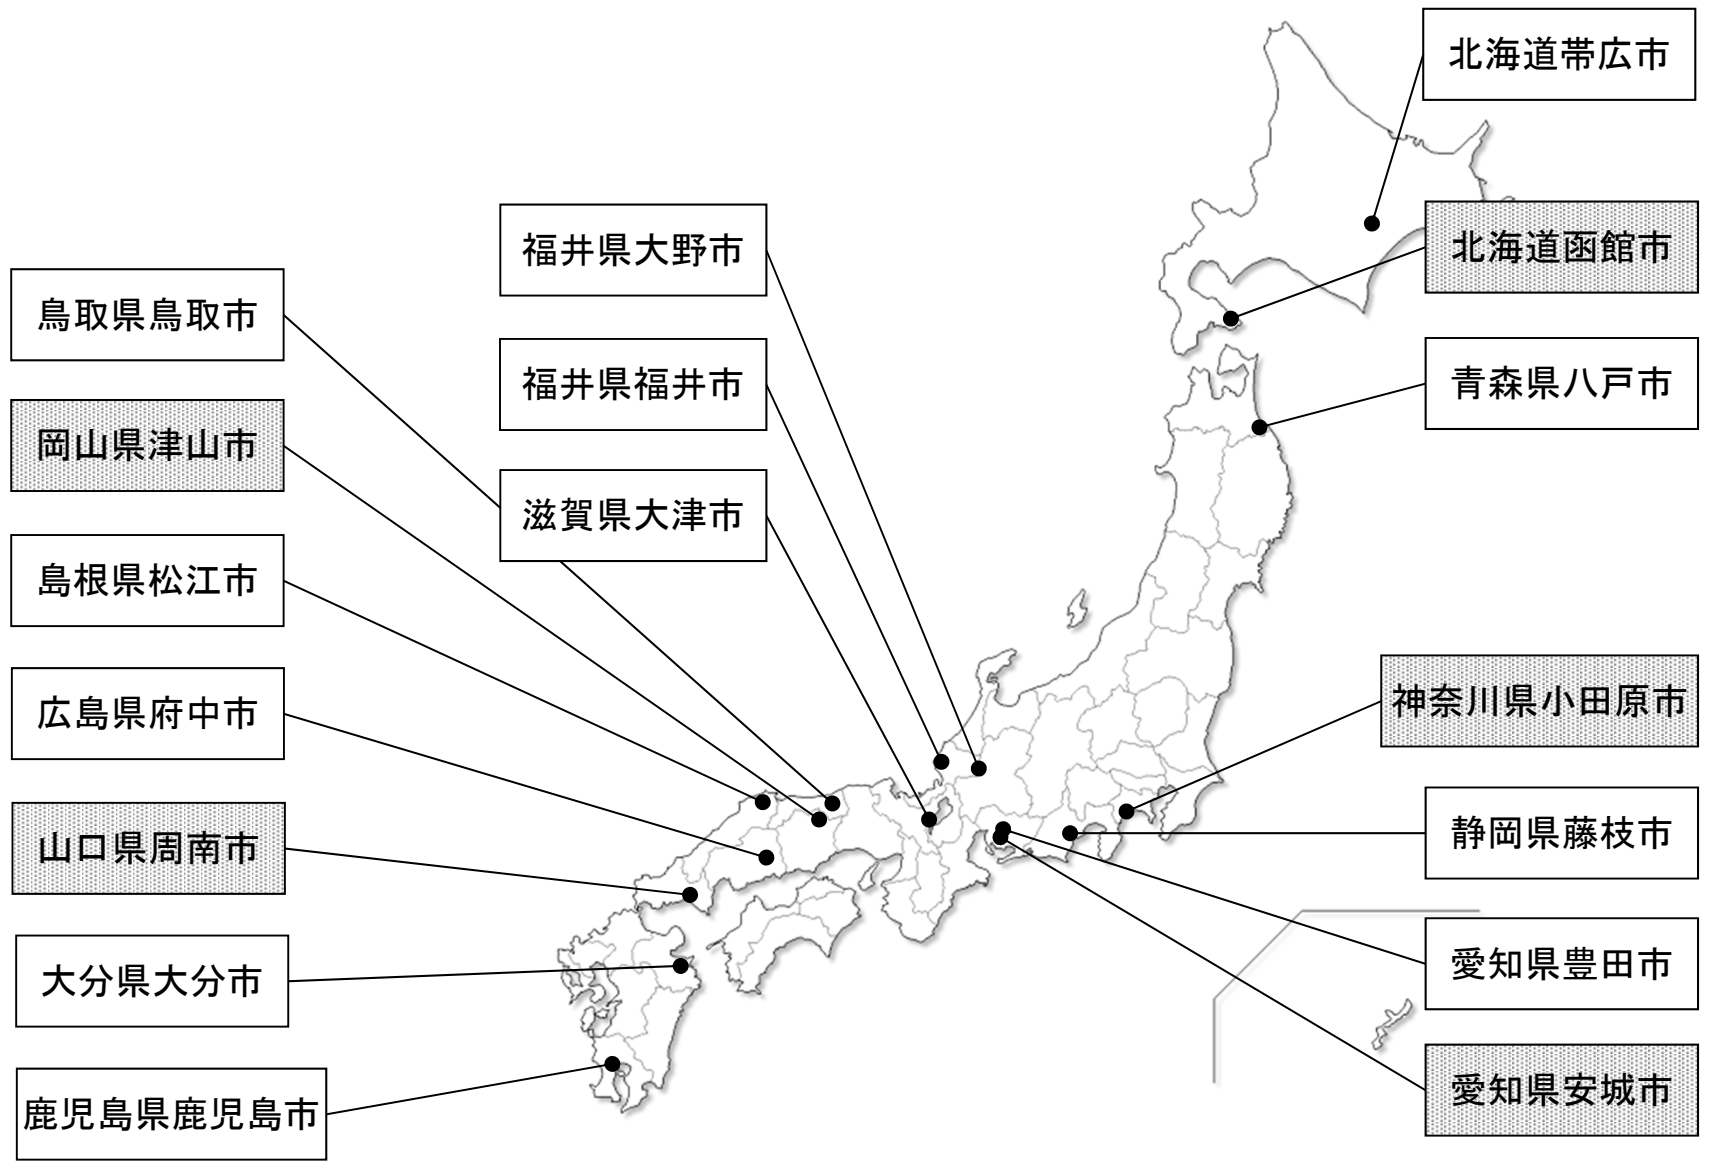 北海道帯広市
北海道函館市
青森県八戸市
福井県大野市
福井県福井市
滋賀県大津市
鳥取県鳥取市
岡山県津山市
島根県松江市
広島県府中市
山口県周南市
大分県大分市
鹿児島県鹿児島市
神奈川県小田原市
静岡県藤枝市
愛知県豊田市
愛知県安城市